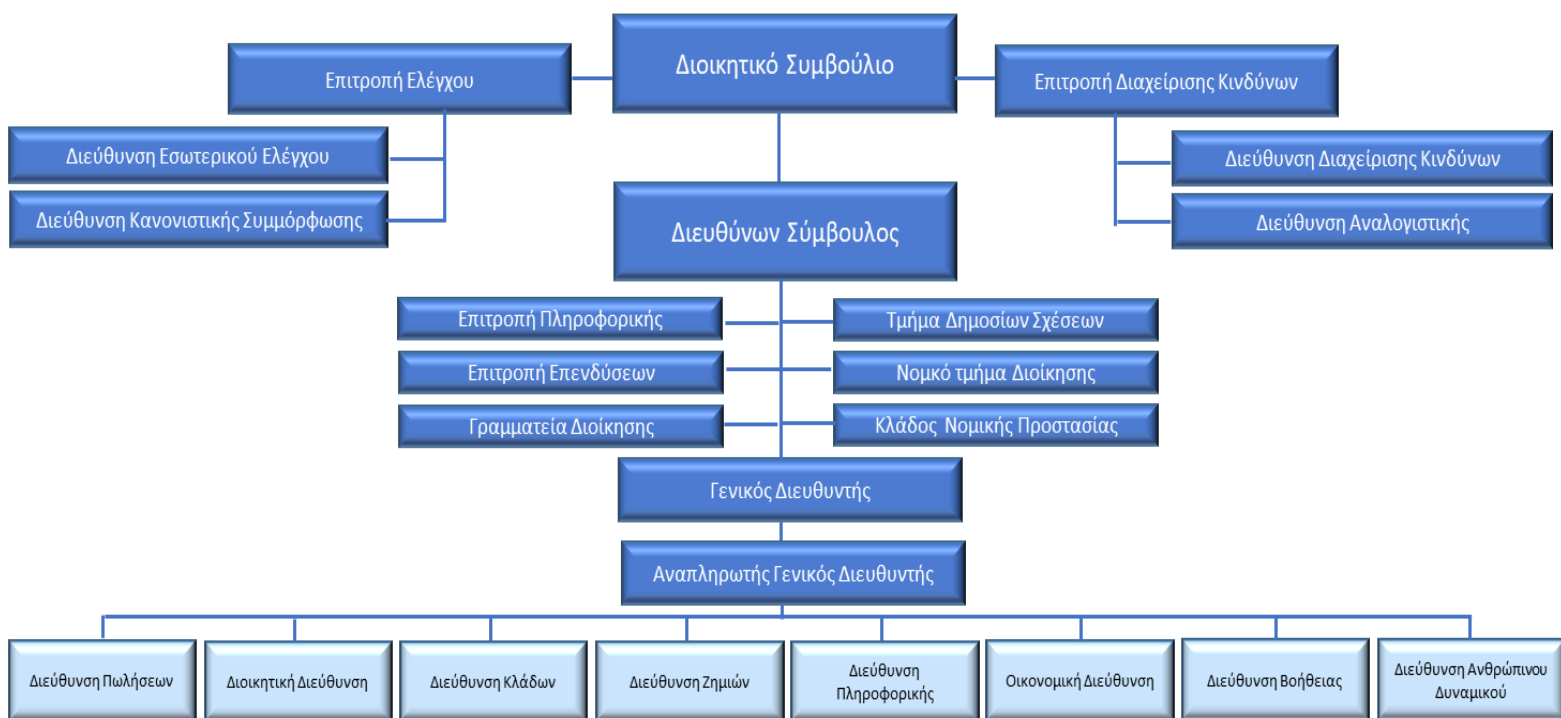 Διοικητικό Συμβούλιο
Επιτροπή Ελέγχου
Επιτροπή Διαχείρισης Κινδύνων
Διεύθυνση Εσωτερικού Ελέγχου
Διεύθυνση Διαχείρισης Κινδύνων
Διεύθυνση Κανονιστικής Συμμόρφωσης
Διεύθυνση Αναλογιστικής
Διευθύνων Σύμβουλος
Επιτροπή Πληροφορικής
Τμήμα Δημοσίων Σχέσεων
Επιτροπή Επενδύσεων
Νομκό τμήμα Διοίκησης
Γραμματεία Διοίκησης
Κλάδος Νομικής Προστασίας
Γενικός Διευθυντής
Αναπληρωτής Γενικός Διευθυντής
Διεύθυνση Πωλήσεων
Διοικητική Διεύθυνση
Διεύθυνση Κλάδων
Διεύθυνση Ζημιών
Διεύθυνση
Πληροφορικής
Οικονομική Διεύθυνση
Διεύθυνση Βοήθειας
Διεύθυνση Ανθρώπινου
Δυναμικού